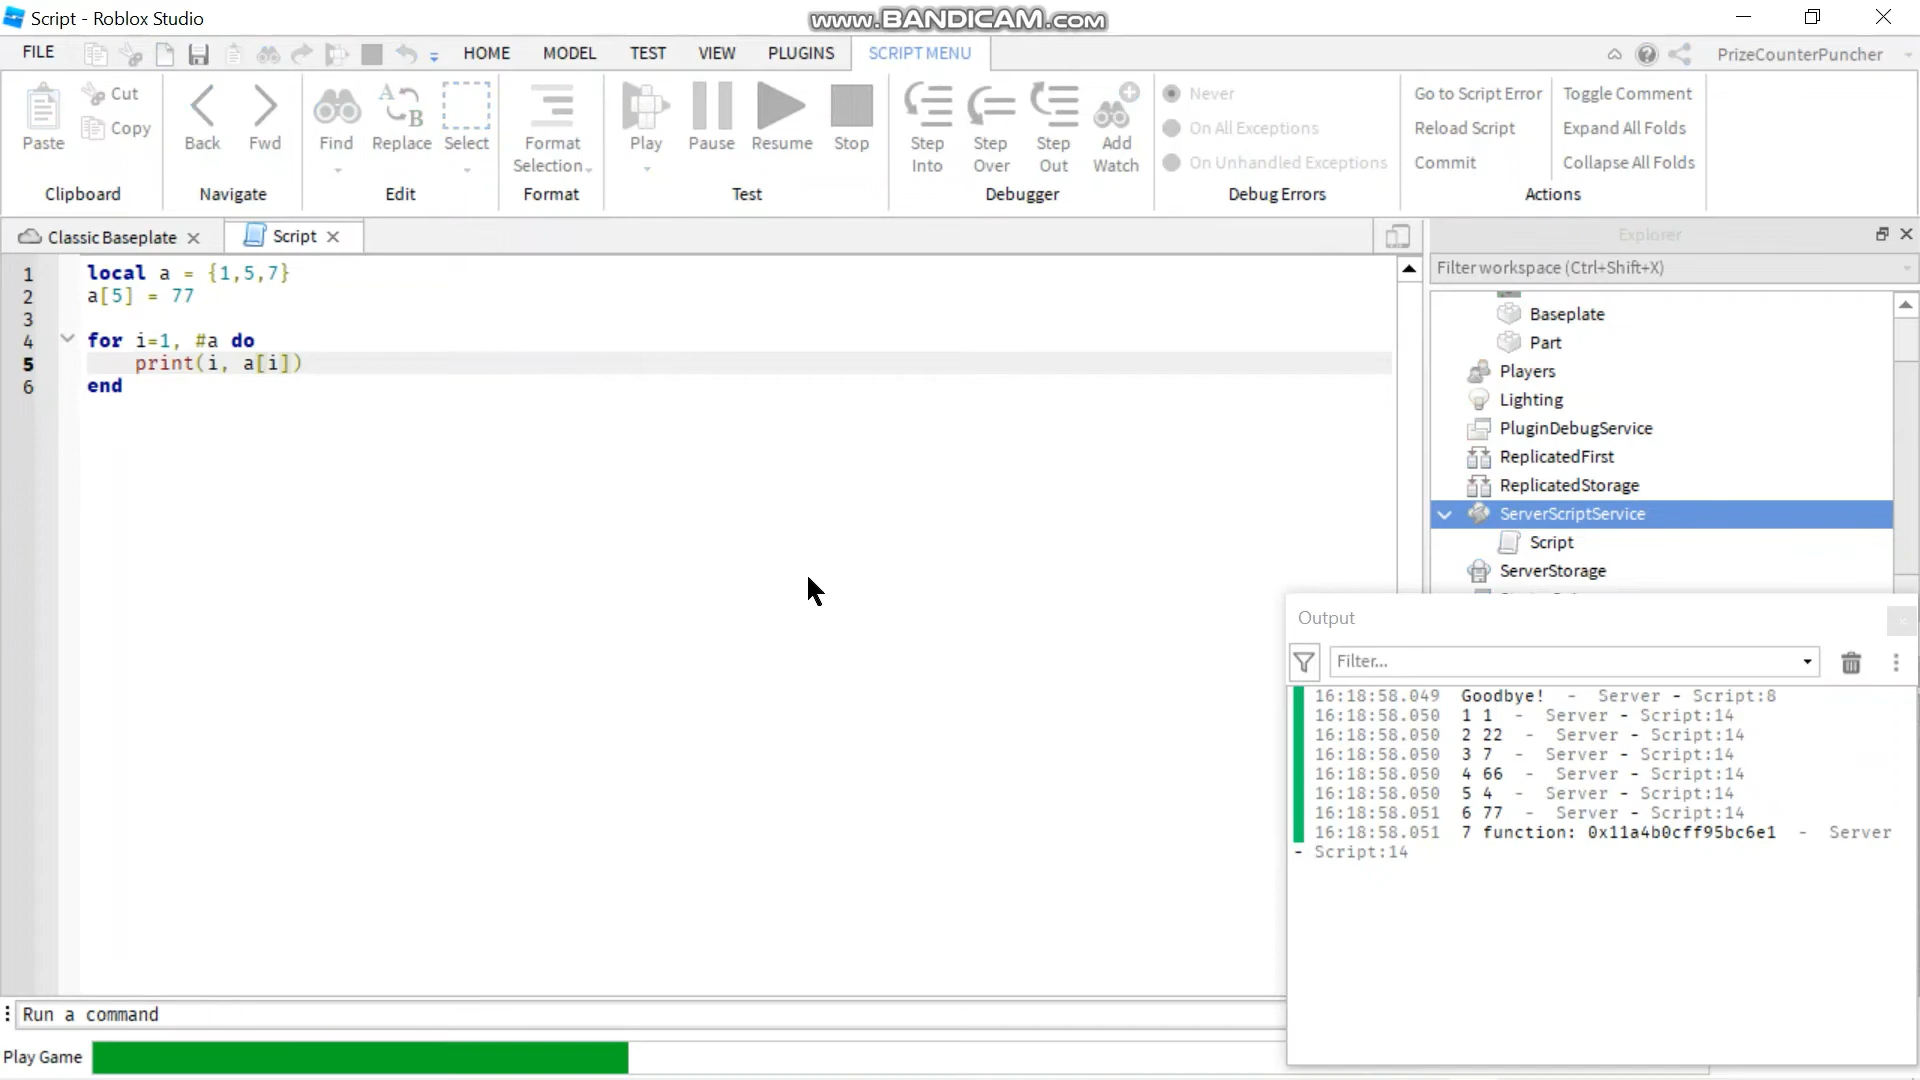 Script - Roblox Studio
www.BANDICAM.com
FILE
HOME
MODEL
TEST
VIEW
PLUGINS
SCRIPT MENU
PrizeCounterPuncher
Paste
Cut
Copy
Clipboard
Back
Fwd
Navigate
Find
Replace
Select
Edit
Format
Selection
Format
Play
Pause
Resume
Stop
Test
Step
Into
Step
Over
Step
Out
Add
Watch
Debugger
Never
On All Exceptions
On Unhandled Exceptions
Debug Errors
Go to Script Error
Reload Script
Commit
Toggle Comment
Expand All Folds
Collapse All Folds
Actions
Classic Baseplate
Script
1 local a = {1,5,7}
2 a[5] = 77
3
4 for i=1, #a do
5 print(i, a[i])
6 end
Explorer
Filter workspace (Ctrl+Shift+X)
Baseplate
Part
Players
Lighting
PluginDebugService
ReplicatedFirst
ReplicatedStorage
ServerScriptService
Script
ServerStorage
Output
Filter...
16:18:58.049 Goodbye! - Server - Script:8
16:18:58.050 1 1 - Server - Script:14
16:18:58.050 2 22 - Server - Script:14
16:18:58.050 3 7 - Server - Script:14
16:18:58.050 4 66 - Server - Script:14
16:18:58.050 5 4 - Server - Script:14
16:18:58.051 6 77 - Server - Script:14
16:18:58.051 7 function: 0x11a4b0cff95bc6e1 - Server
- Script:14
Run a command
Play Game